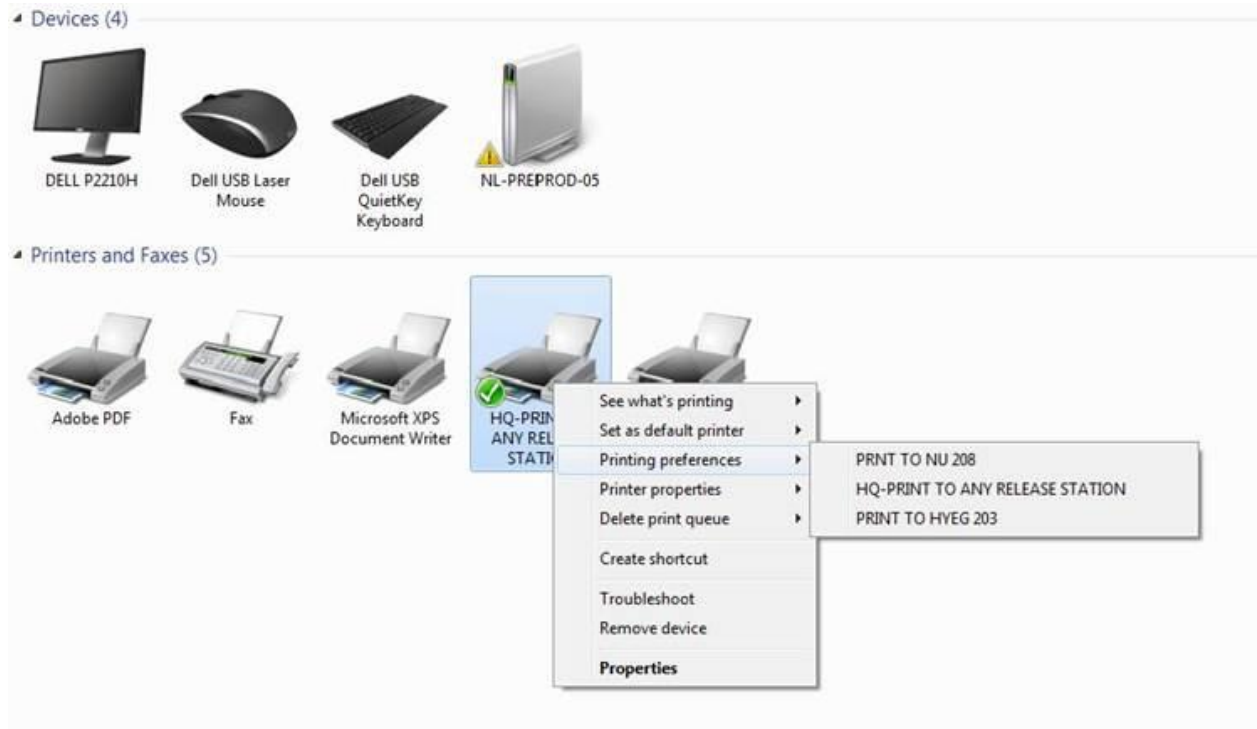 Devices (4)
DELL P2210H
Dell USB Laser
Mouse
Dell USB
QuietKey
Keyboard
NL-PREPROD-05
Printers and Faxes (5)
Adobe PDF
Fax
Microsoft XPS
Document Writer
HQ-PRIN
ANY REL
STATI
See what's printing
Set as default printer
Printing preferences
Printer properties
Delete print queue
Create shortcut
Troubleshoot
Remove device
Properties
PRNT TO NU 208
HQ-PRINT TO ANY RELEASE STATION
PRINT TO HYEG 203